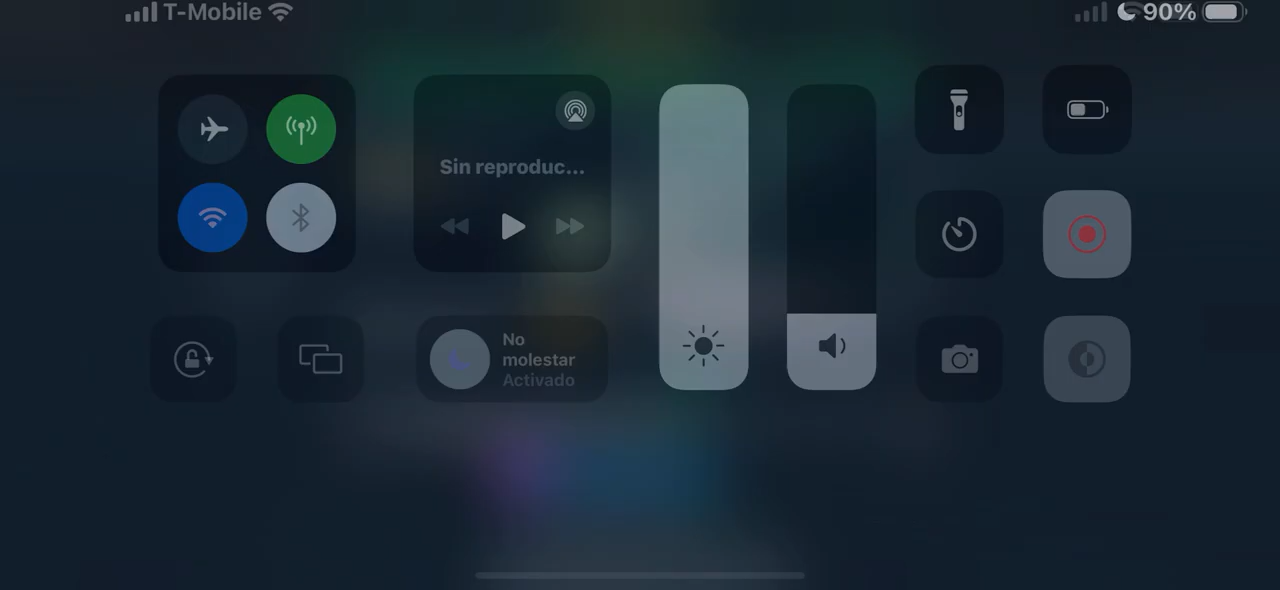 T-Mobile
90%
Sin reproduc...
No
molestar
Activado